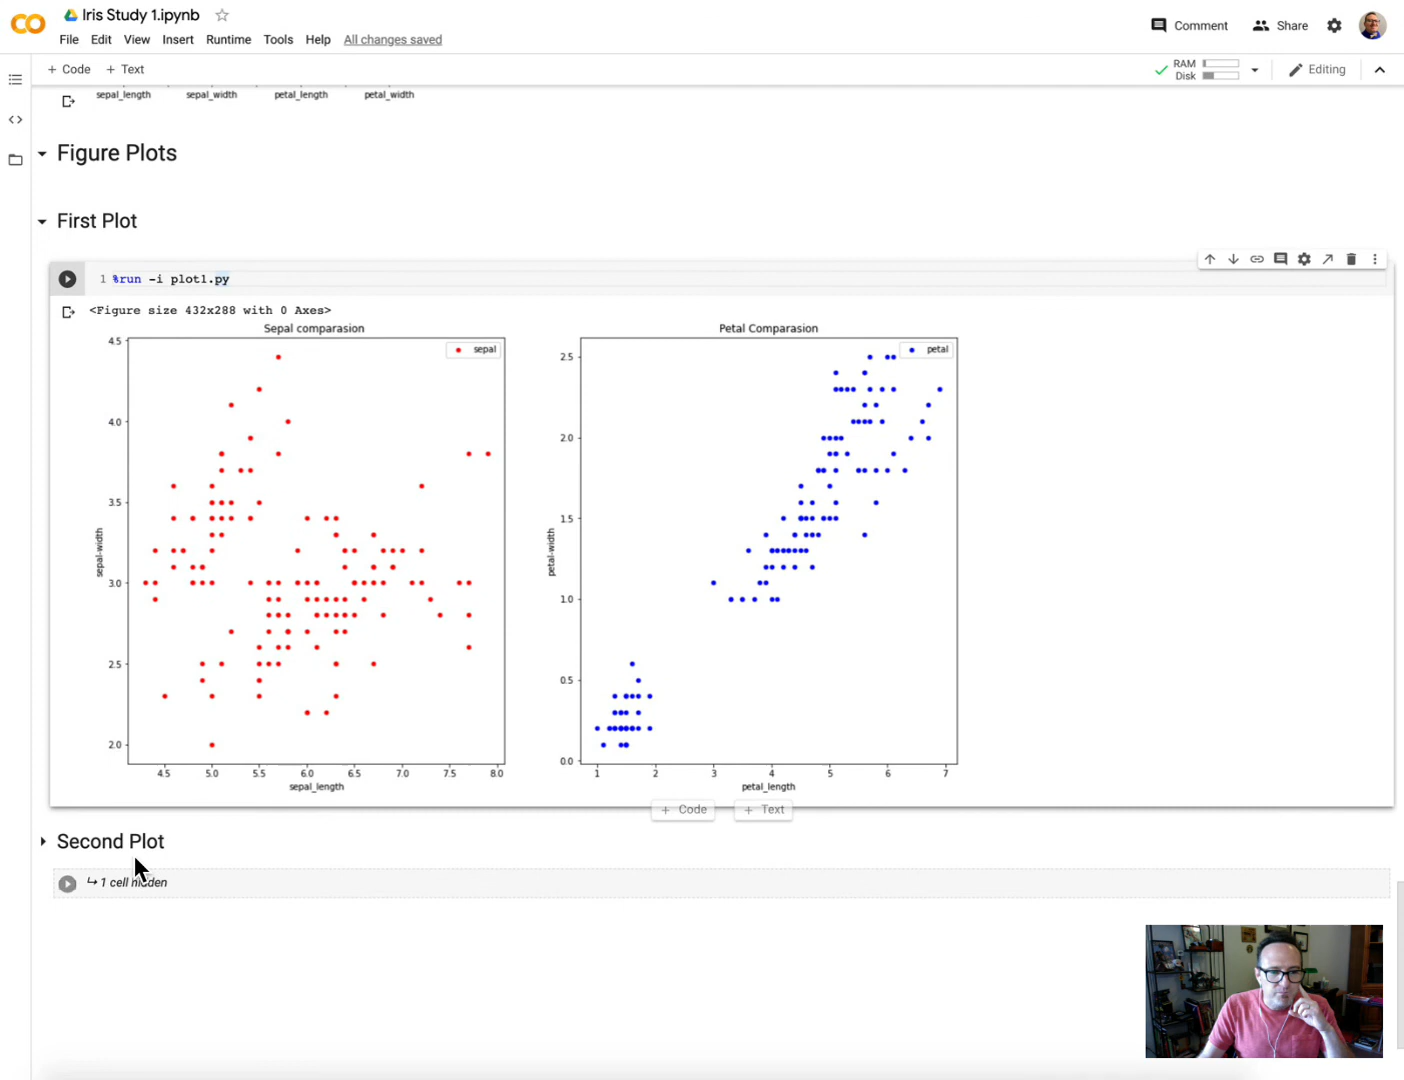 Iris Study 1.ipynb
Comment
Share
File Edit View Insert Runtime Tools Help All changes saved
+ Code + Text
RAM
Disk
Editing
sepal_length sepal_width petal_length petal_width
Figure Plots
First Plot
1 %run -i plot1.py
<Figure size 432x288 with 0 Axes>
Sepal comparasion
sepal
4.5
4.0
3.5
3.0
2.5
2.0
sepal-width
4.5 5.0 5.5 6.0 6.5 7.0 7.5 8.0
sepal_length
Petal Comparasion
petal
2.5
2.0
1.5
1.0
0.5
0.0
petal-width
1 2 3 4 5 6 7
petal_length
+ Code + Text
Second Plot
1 cell hidden